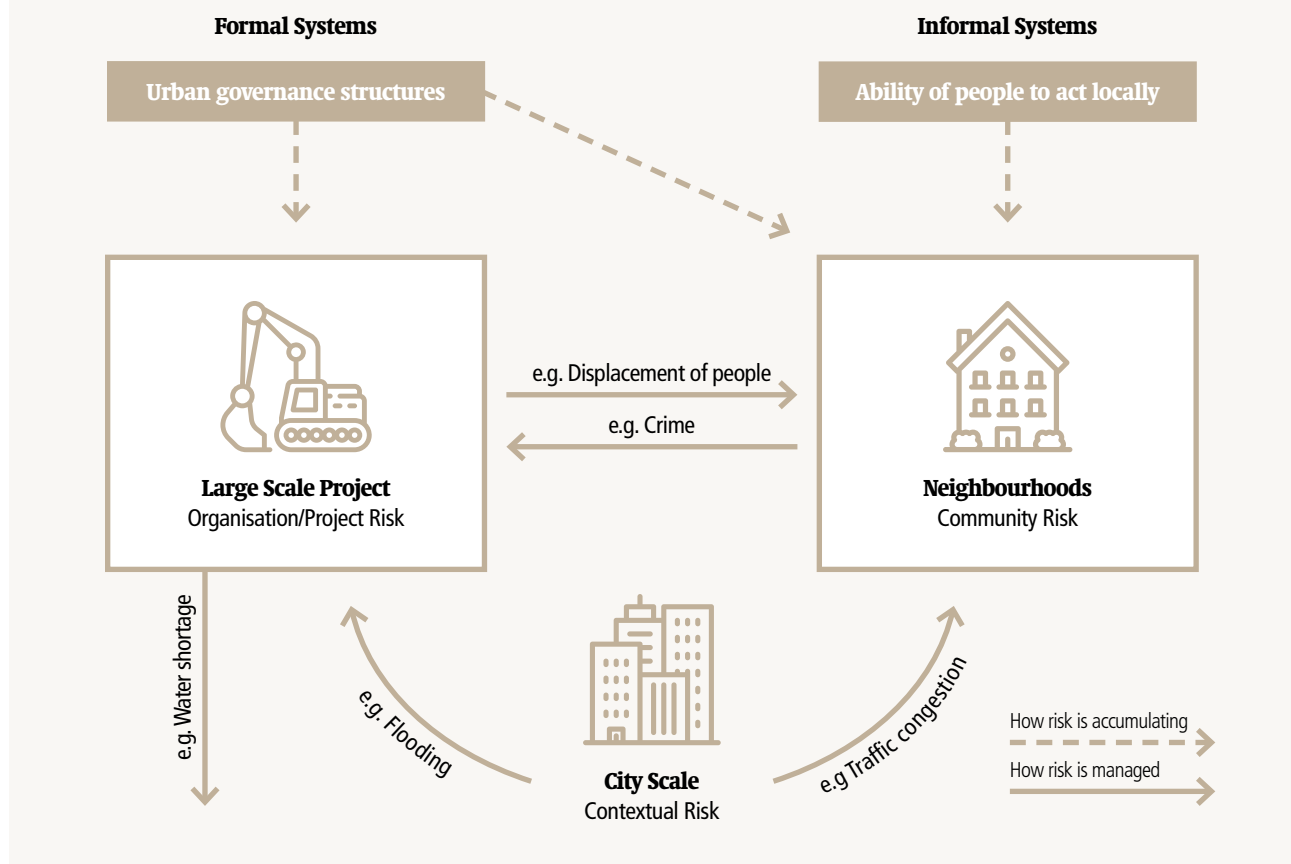 Formal Systems
Informal Systems
Urban governance structures
Ability of people to act locally
e.g. Displacement of people
e.g. Crime
Large Scale Project
Organisation/Project Risk
Neighbourhoods
Community Risk
e.g. Water shortage
e.g. Flooding
e.g Traffic congestion
City Scale
Contextual Risk
How risk is accumulating
How risk is managed